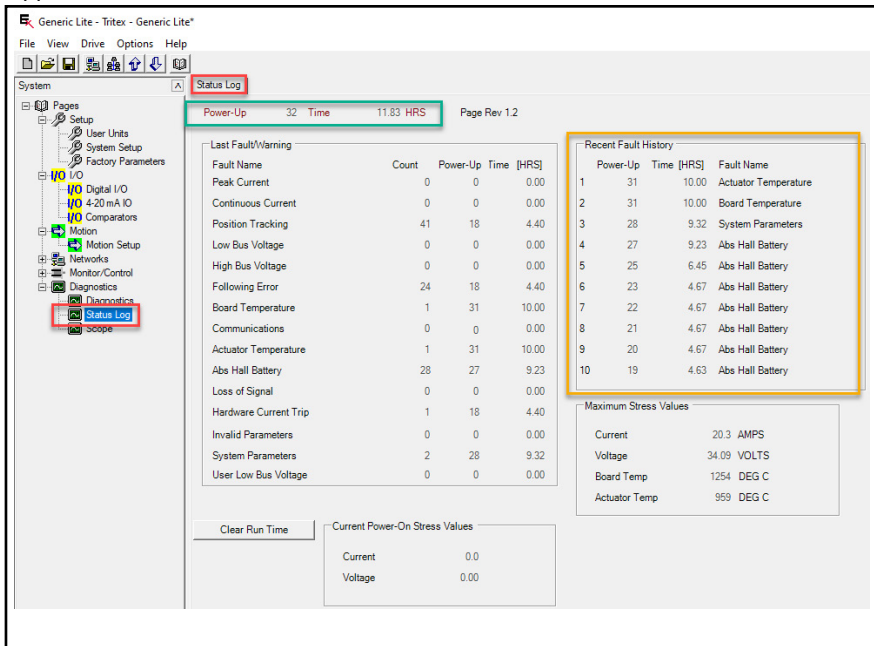 Generic Lite - Tritex - Generic Lite*
File View Drive Options Help
System
Status Log
Pages
Setup
User Units
System Setup
Factory Parameters
I/O I/O
I/O Digital I/O
I/O 4-20 mA IO
I/O Comparators
Motion
Motion Setup
Networks
Monitor/Control
Diagnostics
Diagnostics
Status Log
Scope
Power-Up 32 Time 11.83 HRS Page Rev 1.2
Last Fault/Warning
Fault Name Count Power-Up Time [HRS]
Peak Current 0 0 0.00
Continuous Current 0 0 0.00
Position Tracking 41 18 4.40
Low Bus Voltage 0 0 0.00
High Bus Voltage 0 0 0.00
Following Error 24 18 4.40
Board Temperature 1 31 10.00
Communications 0 0 0.00
Actuator Temperature 1 31 10.00
Abs Hall Battery 28 27 9.23
Loss of Signal 0 0 0.00
Hardware Current Trip 1 18 4.40
Invalid Parameters 0 0 0.00
System Parameters 2 28 9.32
User Low Bus Voltage 0 0 0.00
Recent Fault History
Power-Up Time [HRS] Fault Name
1 31 10.00 Actuator Temperature
2 31 10.00 Board Temperature
3 28 9.32 System Parameters
4 27 9.23 Abs Hall Battery
5 25 6.45 Abs Hall Battery
6 23 4.67 Abs Hall Battery
7 22 4.67 Abs Hall Battery
8 21 4.67 Abs Hall Battery
9 20 4.67 Abs Hall Battery
10 19 4.63 Abs Hall Battery
Maximum Stress Values
Current 20.3 AMPS
Voltage 34.09 VOLTS
Board Temp 1254 DEG C
Actuator Temp 959 DEG C
Clear Run Time
Current Power-On Stress Values
Current 0.0
Voltage 0.00